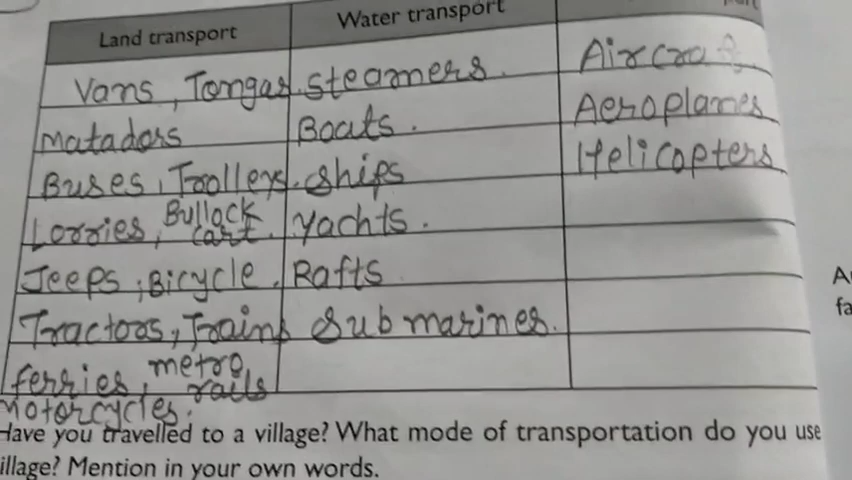 Land transport
Water transport
Vans, Tongas.
steamers.
Aircra
Matadors
Boats.
Aeroplanes
Buses, Trolleys.
ships
Helicopters
Lorries, Bullock cart.
yachts.
Jeeps, Bicycle,
Rafts
Tractors, Trains
submarines.
ferries, metro rails
Motorcycles.
Have you travelled to a village? What mode of transportation do you use
illage? Mention in your own words.
A
fa